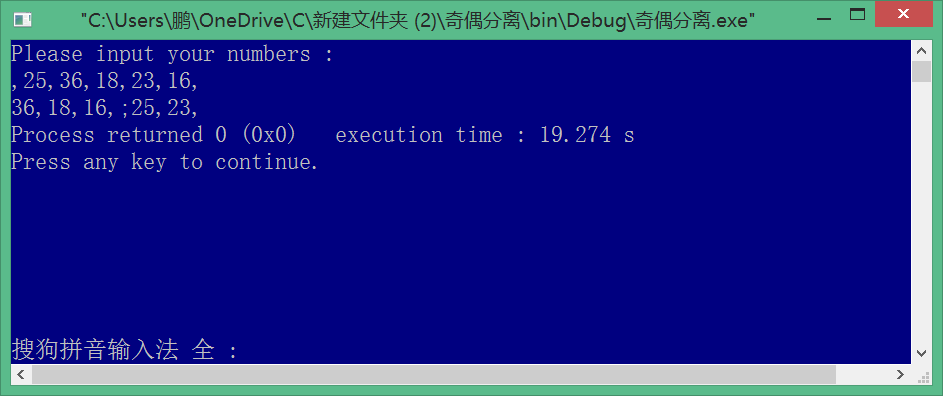 "C:\Users\鹏\OneDrive\C\新建文件夹 (2)\奇偶分离\bin\Debug\奇偶分离.exe"
Please input your numbers :
,25,36,18,23,16,
36,18,16,;25,23,
Process returned 0 (0x0)   execution time : 19.274 s
Press any key to continue.
搜狗拼音输入法 全 :